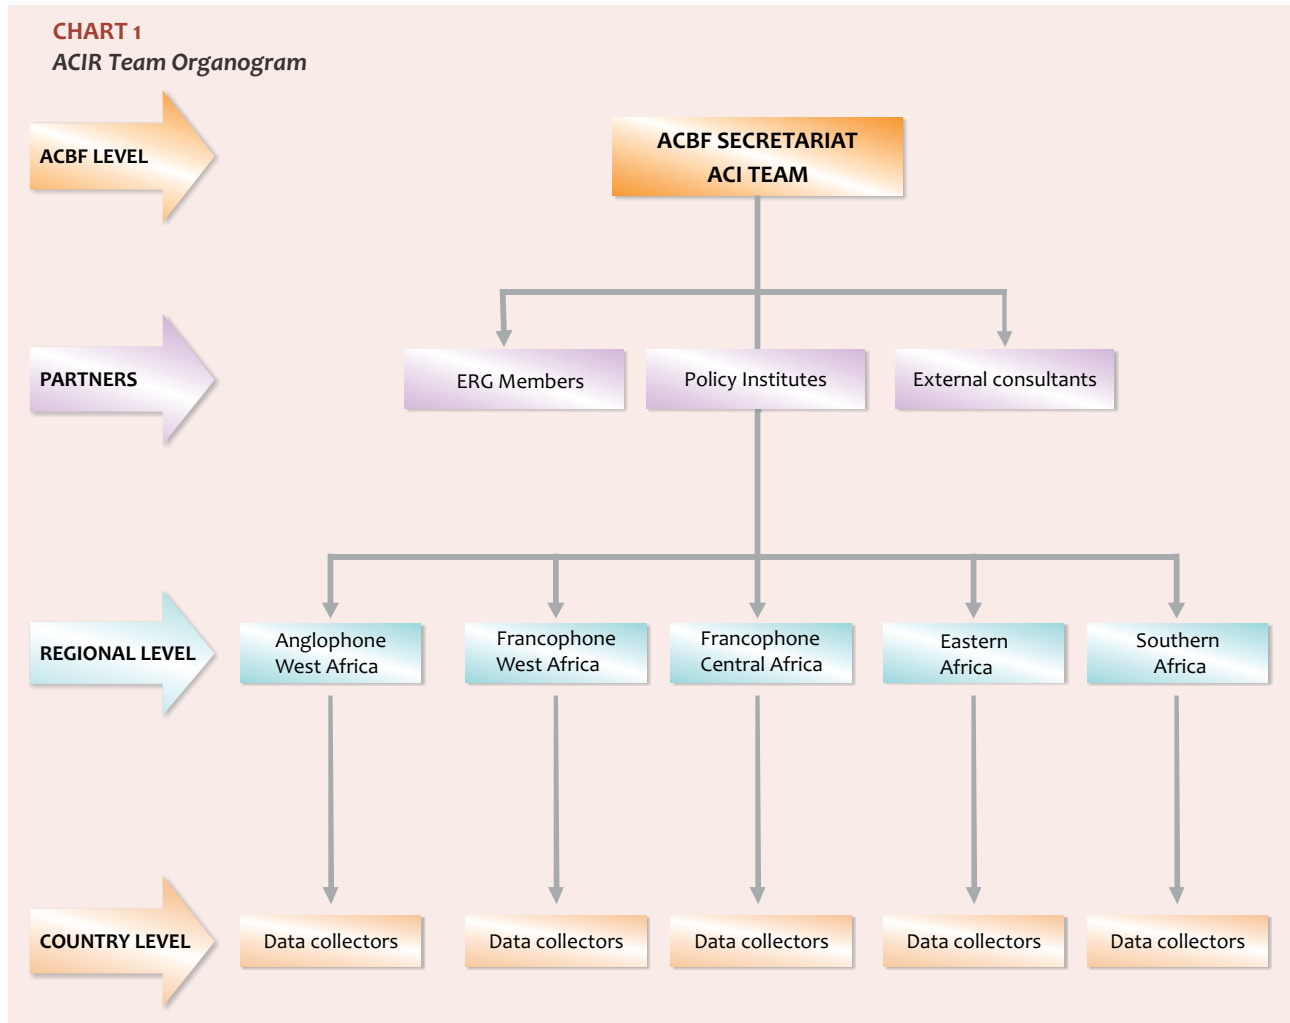 CHART 1
ACIR Team Organogram
ACBF LEVEL
ACBF SECRETARIAT
ACI TEAM
PARTNERS
ERG Members
Policy Institutes
External consultants
REGIONAL LEVEL
Anglophone
West Africa
Francophone
West Africa
Francophone
Central Africa
Eastern
Africa
Southern
Africa
COUNTRY LEVEL
Data collectors
Data collectors
Data collectors
Data collectors
Data collectors